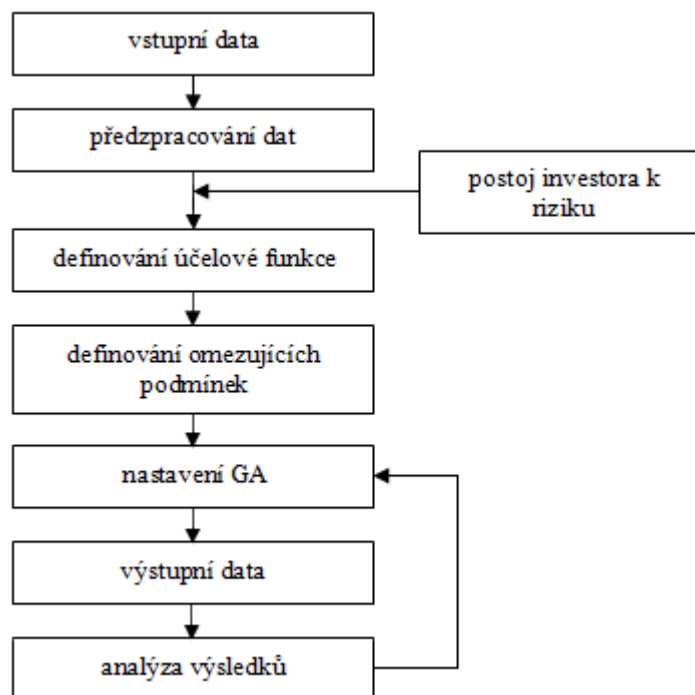 vstupní data
předzpracování dat
postoj investora k
riziku
definování účelové funkce
definování omezujících
podmínek
nastavení GA
výstupní data
analýza výsledků